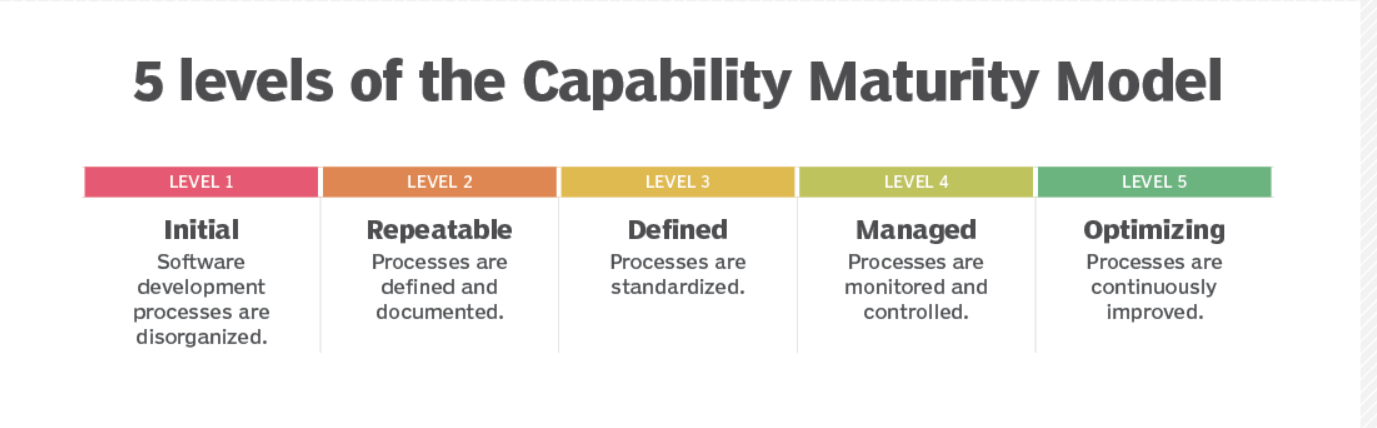 5 levels of the Capability Maturity Model
LEVEL 1
Initial
Software
development
processes are
disorganized.
LEVEL 2
Repeatable
Processes are
defined and
documented.
LEVEL 3
Defined
Processes are
standardized.
LEVEL 4
Managed
Processes are
monitored and
controlled.
LEVEL 5
Optimizing
Processes are
continuously
improved.